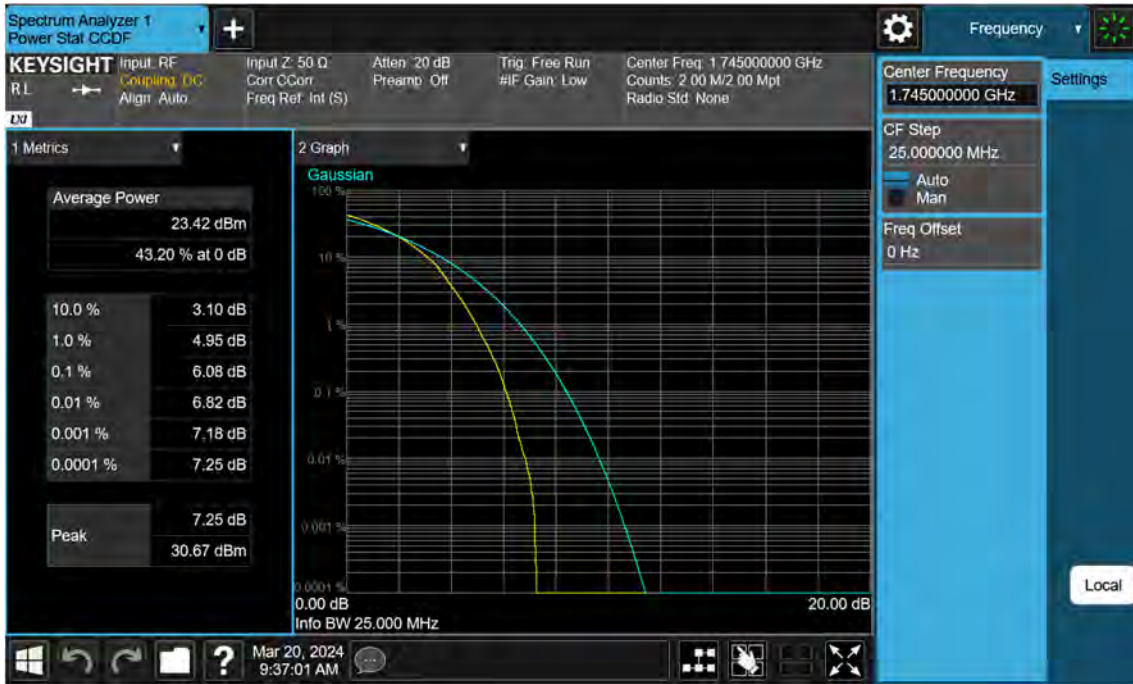 Spectrum Analyzer 1
Power Stat CCDF
+
Frequency
KEYSIGHT
R L
LXI
Input: RF
Coupling: DC
Align: Auto
Input Z: 50 Ω
Corr CCorr
Freq Ref: Int (S)
Atten: 20 dB
Preamp: Off
Trig: Free Run
#IF Gain: Low
Center Freq: 1.745000000 GHz
Counts: 2.00 M/2.00 Mpt
Radio Std: None
Center Frequency
1.745000000 GHz
Settings
CF Step
25.000000 MHz
Auto
Man
Freq Offset
0 Hz
1 Metrics
Average Power
23.42 dBm
43.20 % at 0 dB
10.0 % 3.10 dB
1.0 % 4.95 dB
0.1 % 6.08 dB
0.01 % 6.82 dB
0.001 % 7.18 dB
0.0001 % 7.25 dB
Peak 7.25 dB
30.67 dBm
2 Graph
Gaussian
100 %
10 %
1 %
0.1 %
0.01 %
0.001 %
0.0001 %
0.00 dB 20.00 dB
Info BW 25.000 MHz
Local
?
Mar 20, 2024
9:37:01 AM